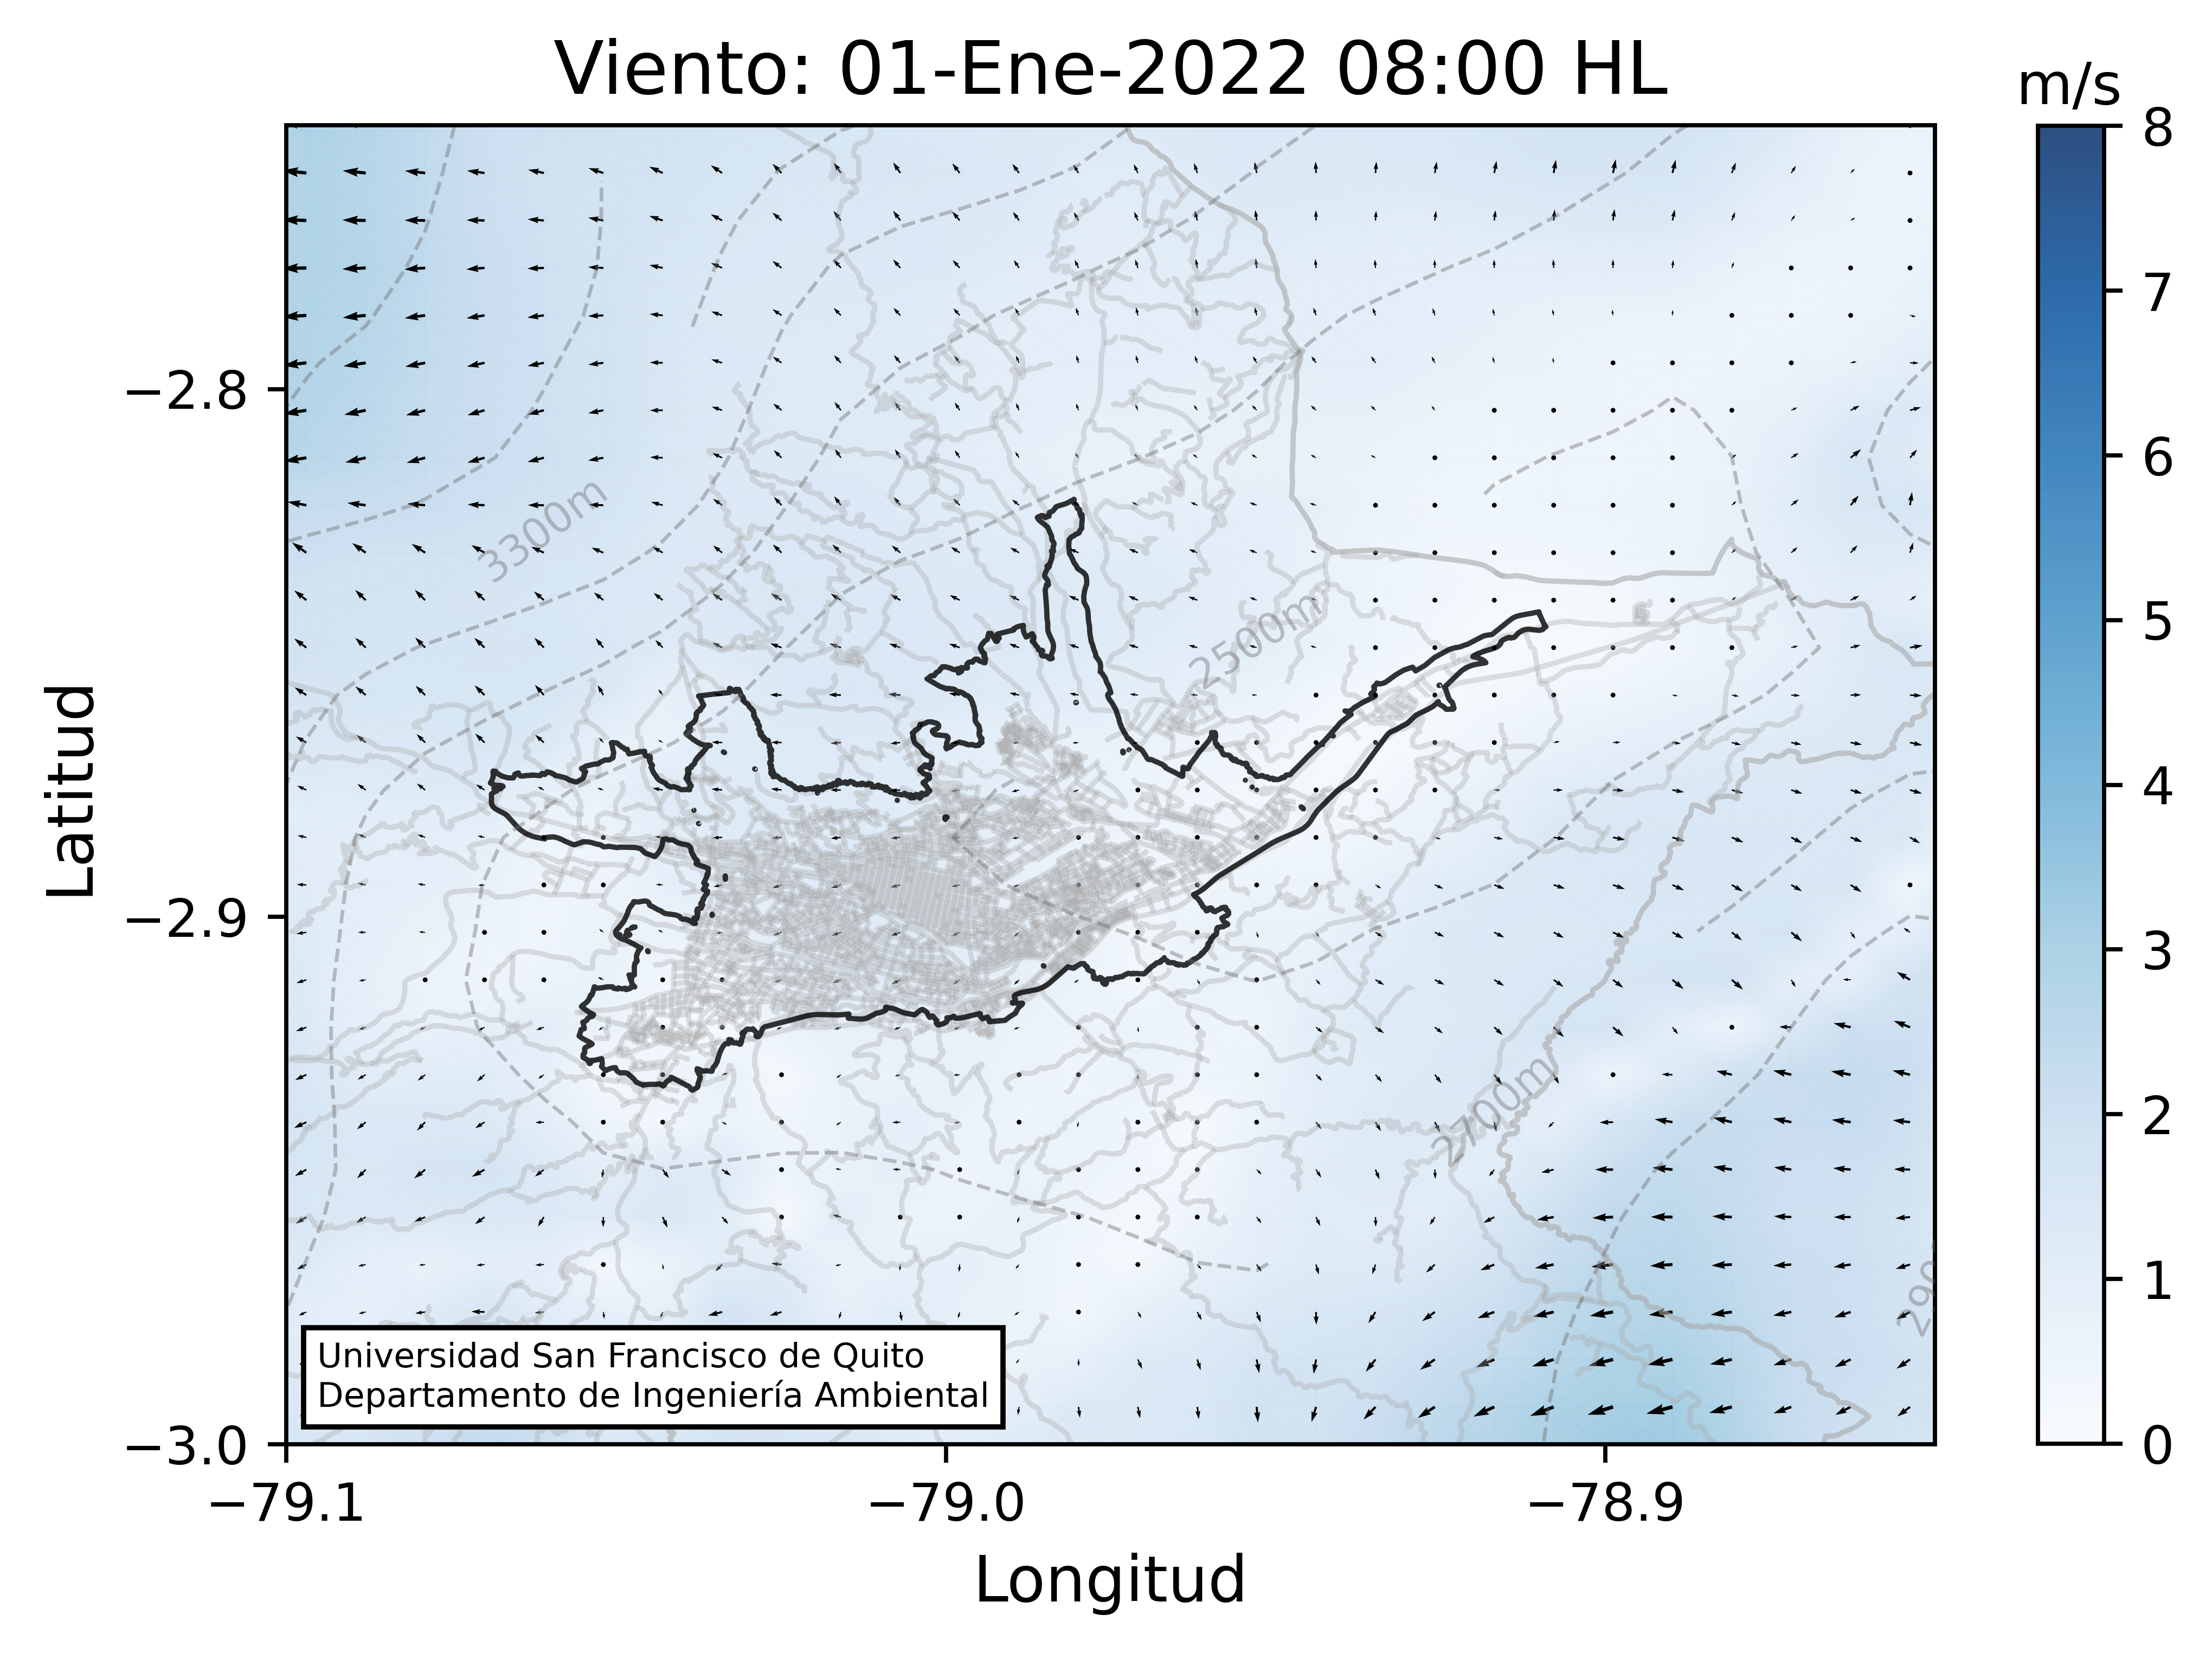 Viento: 01-Ene-2022 08:00 HL
m/s
8
7
6
5
4
3
2
1
0
Latitud
−2.8
−2.9
−3.0
3300m
2500m
2700m
Universidad San Francisco de Quito
Departamento de Ingeniería Ambiental
−79.1
−79.0
−78.9
Longitud